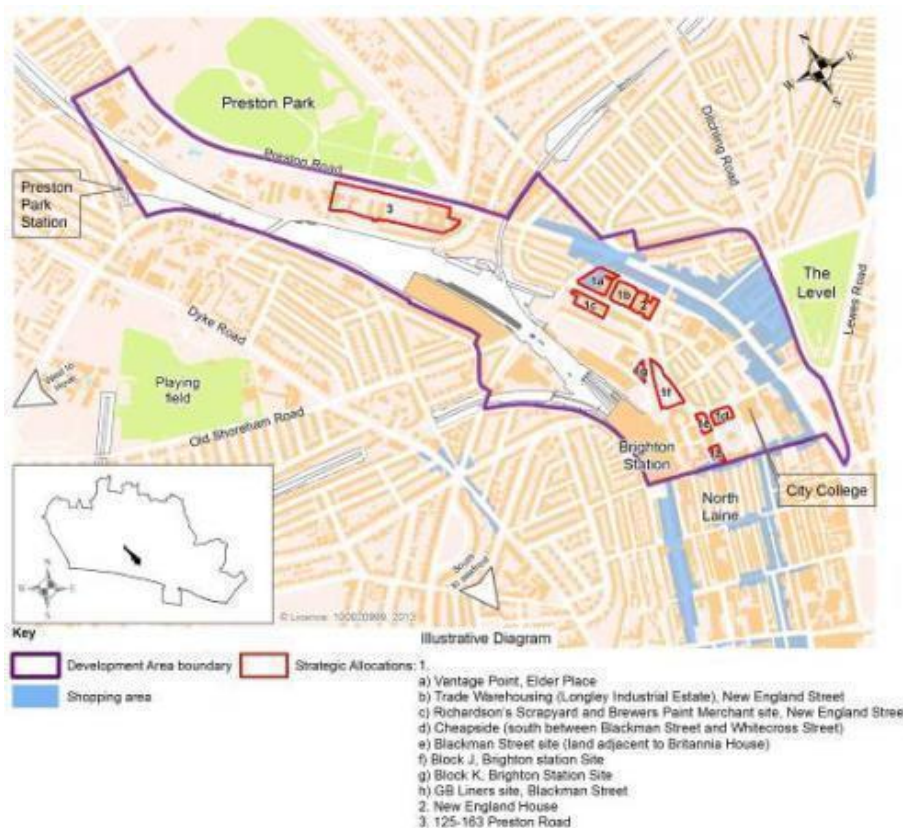 Preston Park
Preston Road
Ditchling Road
N
E
W
S
Preston
Park
Station
3
The
Level
Lewes Road
1a
1b
2
1c
Dyke Road
Playing
field
West to
Hove
Old Shoreham Road
1g
1f
1e
1d
Brighton
Station
City College
North
Laine
South
to seafront
N
E
S
© Licence: 100020999, 2013
Key
Illustrative Diagram
Development Area boundary
Strategic Allocations: 1.
Shopping area
a) Vantage Point, Elder Place
b) Trade Warehousing (Longley Industrial Estate), New England Street
c) Richardson's Scrapyard and Brewers Paint Merchant site, New England Stree
d) Cheapside (south between Blackman Street and Whitecross Street)
e) Blackman Street site (land adjacent to Britannia House)
f) Block J, Brighton station Site
g) Block K, Brighton Station Site
h) GB Liners site, Blackman Street
2. New England House
3. 125-163 Preston Road